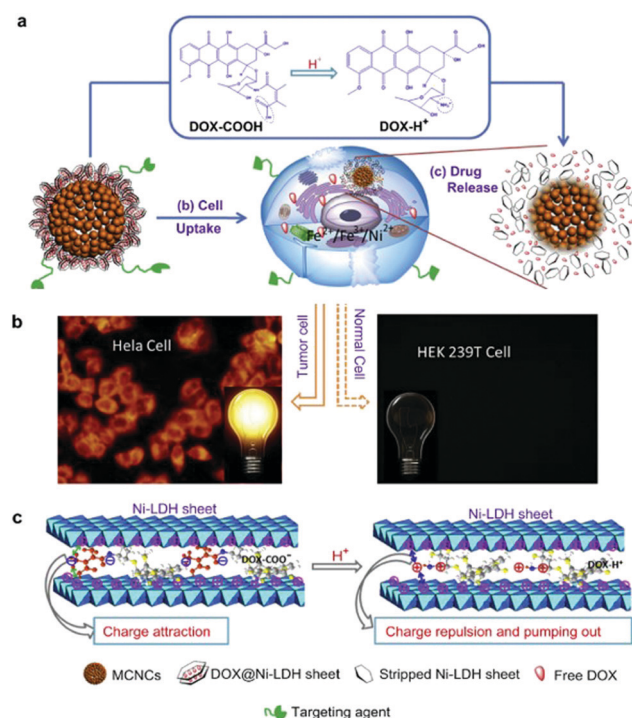 a
H⁺
DOX-COOH
DOX-H⁺
(b) Cell
Uptake
(c) Drug
Release
Fe²⁺/Fe³⁺/Ni²⁺
b
Hela Cell
Tumor cell
Normal Cell
HEK 239T Cell
c
Ni-LDH sheet
Ni-LDH sheet
DOX-COO⁻
H⁺
DOX-H⁺
Charge attraction
Charge repulsion and pumping out
MCNCs
DOX@Ni-LDH sheet
Stripped Ni-LDH sheet
Free DOX
Targeting agent